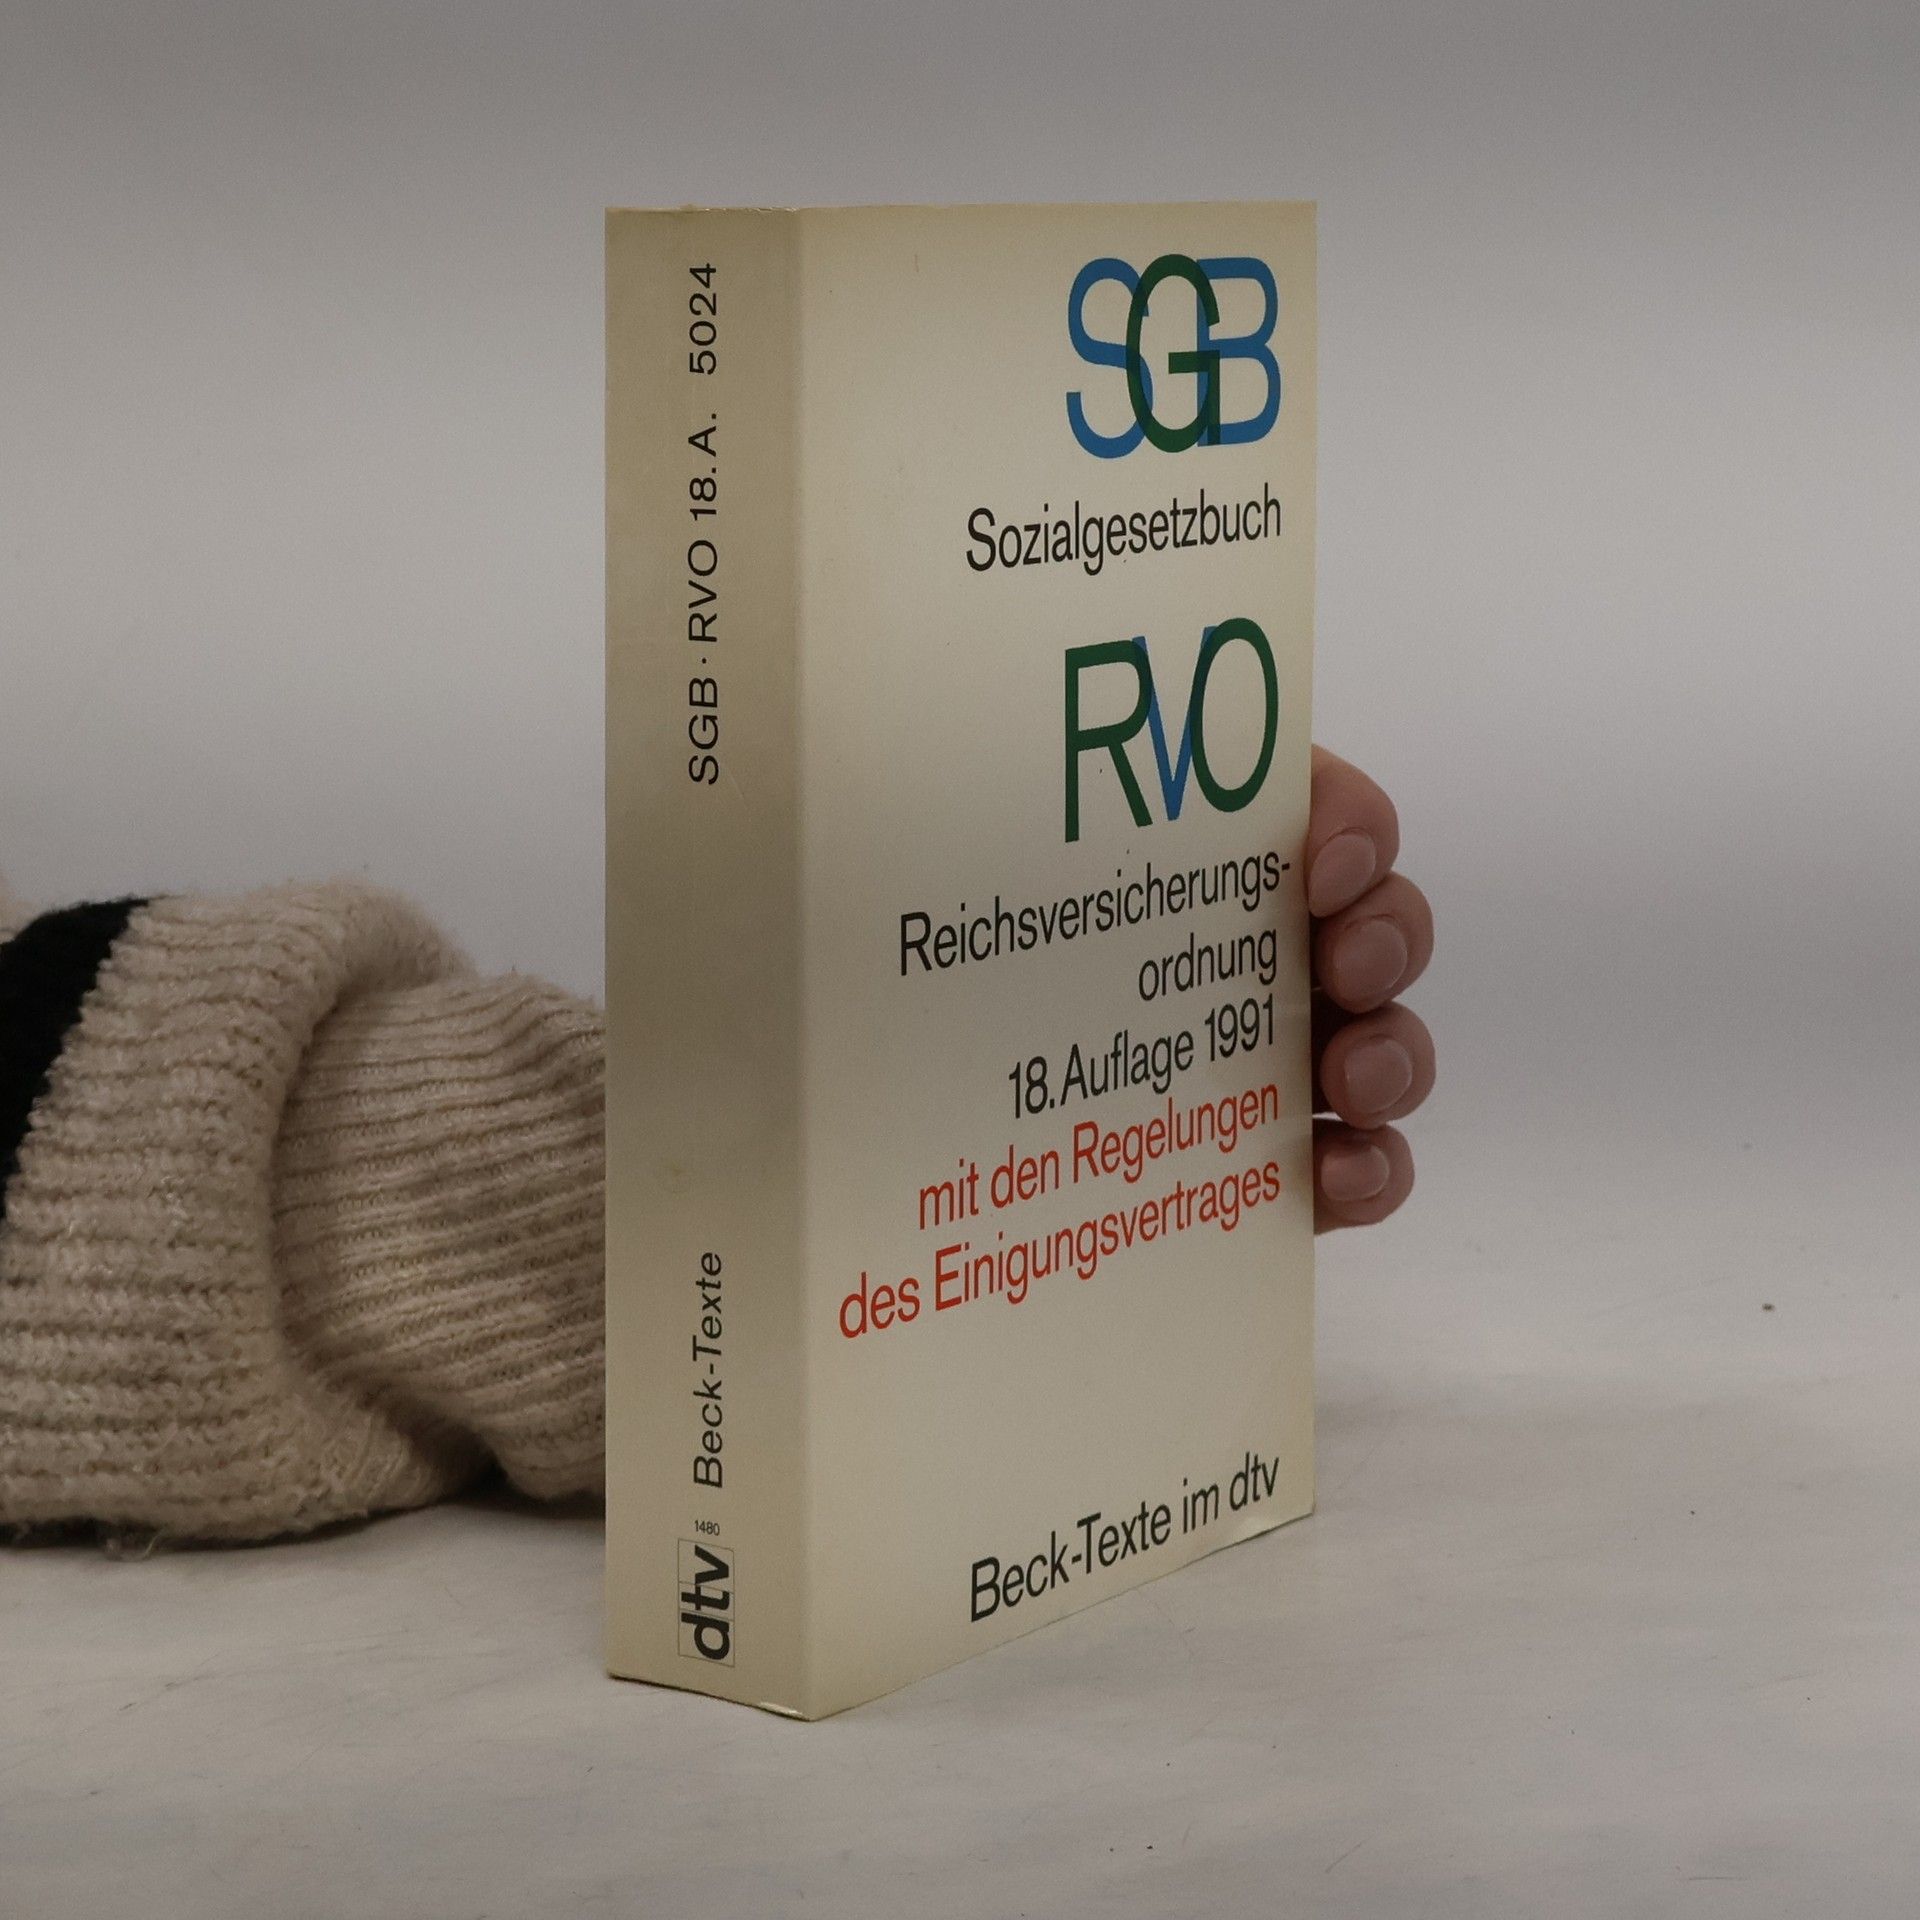 SGB · RVO 18. A. 5024
Beck-Texte
1480
dtv
SGB
Sozialgesetzbuch
RVO
Reichsversicherungs-
ordnung
18. Auflage 1991
mit den Regelungen
des Einigungsvertrages
Beck-Texte im dtv